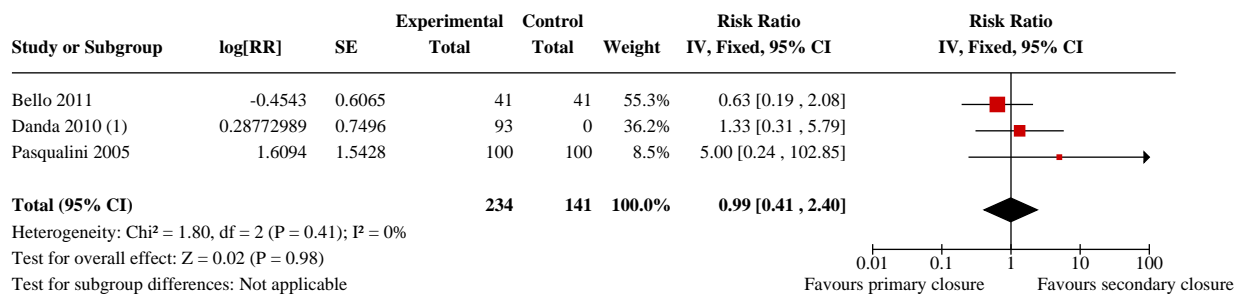 Experimental Control Risk Ratio Risk Ratio
Study or Subgroup log[RR] SE Total Total Weight IV, Fixed, 95% CI IV, Fixed, 95% CI
Bello 2011 -0.4543 0.6065 41 41 55.3% 0.63 [0.19 , 2.08]
Danda 2010 (1) 0.28772989 0.7496 93 0 36.2% 1.33 [0.31 , 5.79]
Pasqualini 2005 1.6094 1.5428 100 100 8.5% 5.00 [0.24 , 102.85]
Total (95% CI) 234 141 100.0% 0.99 [0.41 , 2.40]
Heterogeneity: Chi² = 1.80, df = 2 (P = 0.41); I² = 0%
Test for overall effect: Z = 0.02 (P = 0.98) 0.01 0.1 1 10 100
Test for subgroup differences: Not applicable Favours primary closure Favours secondary closure